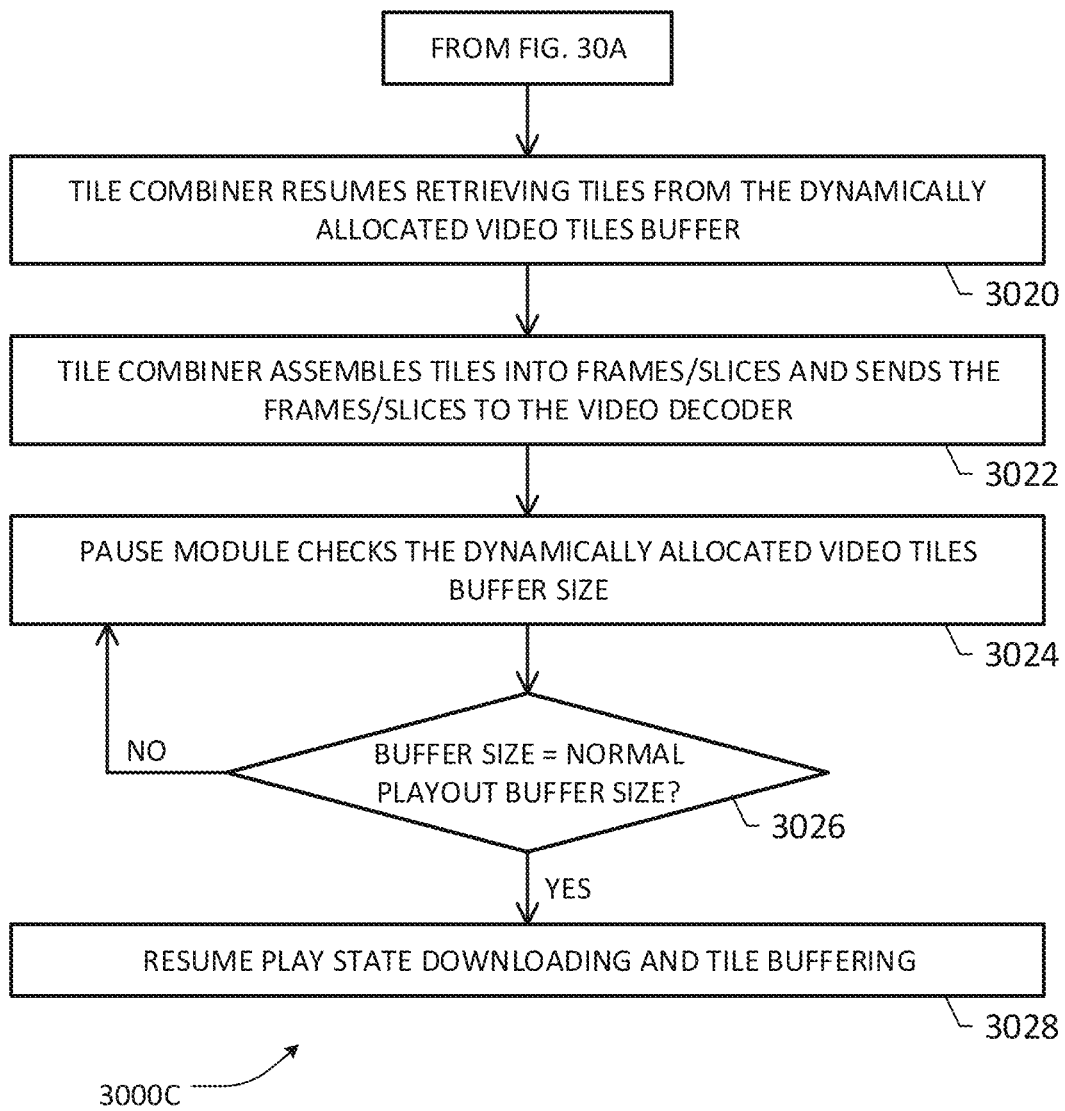 FROM FIG. 30A
TILE COMBINER RESUMES RETRIEVING TILES FROM THE DYNAMICALLY
ALLOCATED VIDEO TILES BUFFER
3020
TILE COMBINER ASSEMBLES TILES INTO FRAMES/SLICES AND SENDS THE
FRAMES/SLICES TO THE VIDEO DECODER
3022
PAUSE MODULE CHECKS THE DYNAMICALLY ALLOCATED VIDEO TILES
BUFFER SIZE
3024
NO
BUFFER SIZE = NORMAL
PLAYOUT BUFFER SIZE?
3026
YES
RESUME PLAY STATE DOWNLOADING AND TILE BUFFERING
3028
3000C